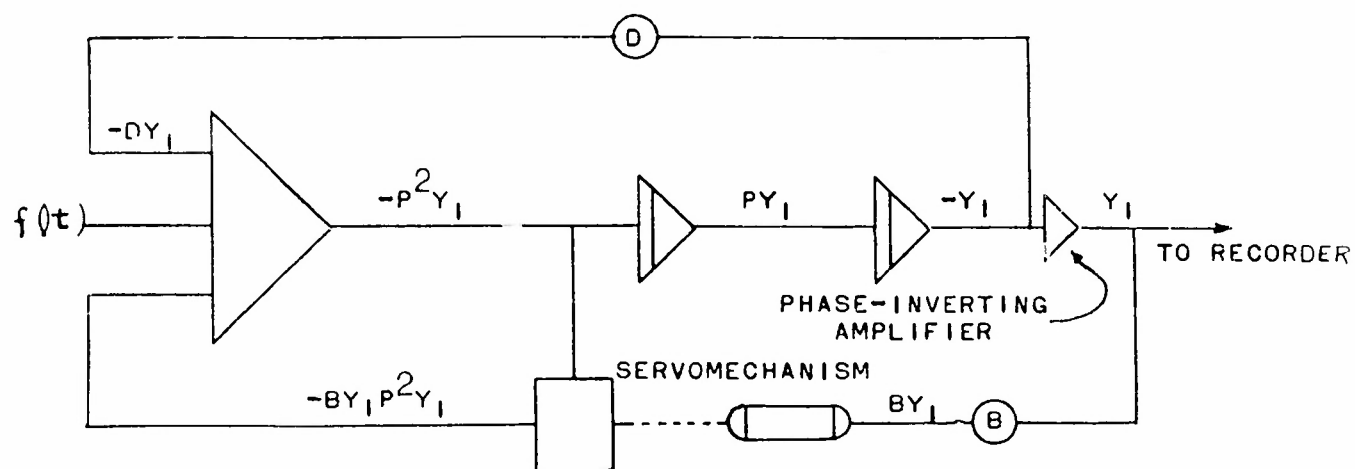 D
-DY₁
-P²Y₁
PY₁
-Y₁
Y₁
f(t)
TO RECORDER
PHASE-INVERTING
AMPLIFIER
SERVOMECHANISM
-BY₁P²Y₁
BY₁
B